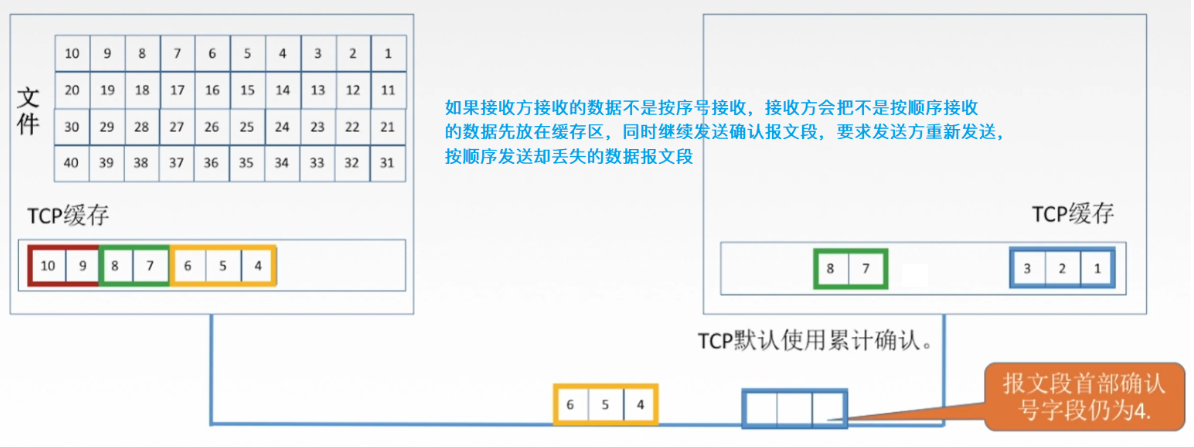 文件
10 9 8 7 6 5 4 3 2 1
20 19 18 17 16 15 14 13 12 11
30 29 28 27 26 25 24 23 22 21
40 39 38 37 36 35 34 33 32 31
如果接收方接收的数据不是按序号接收，接收方会把不是按顺序接收
的数据先放在缓存区，同时继续发送确认报文段，要求发送方重新发送，
按顺序发送却丢失的数据报文段
TCP缓存
10 9 8 7 6 5 4
TCP缓存
8 7
3 2 1
TCP默认使用累计确认。
6 5 4
报文段首部确认
号字段仍为4.